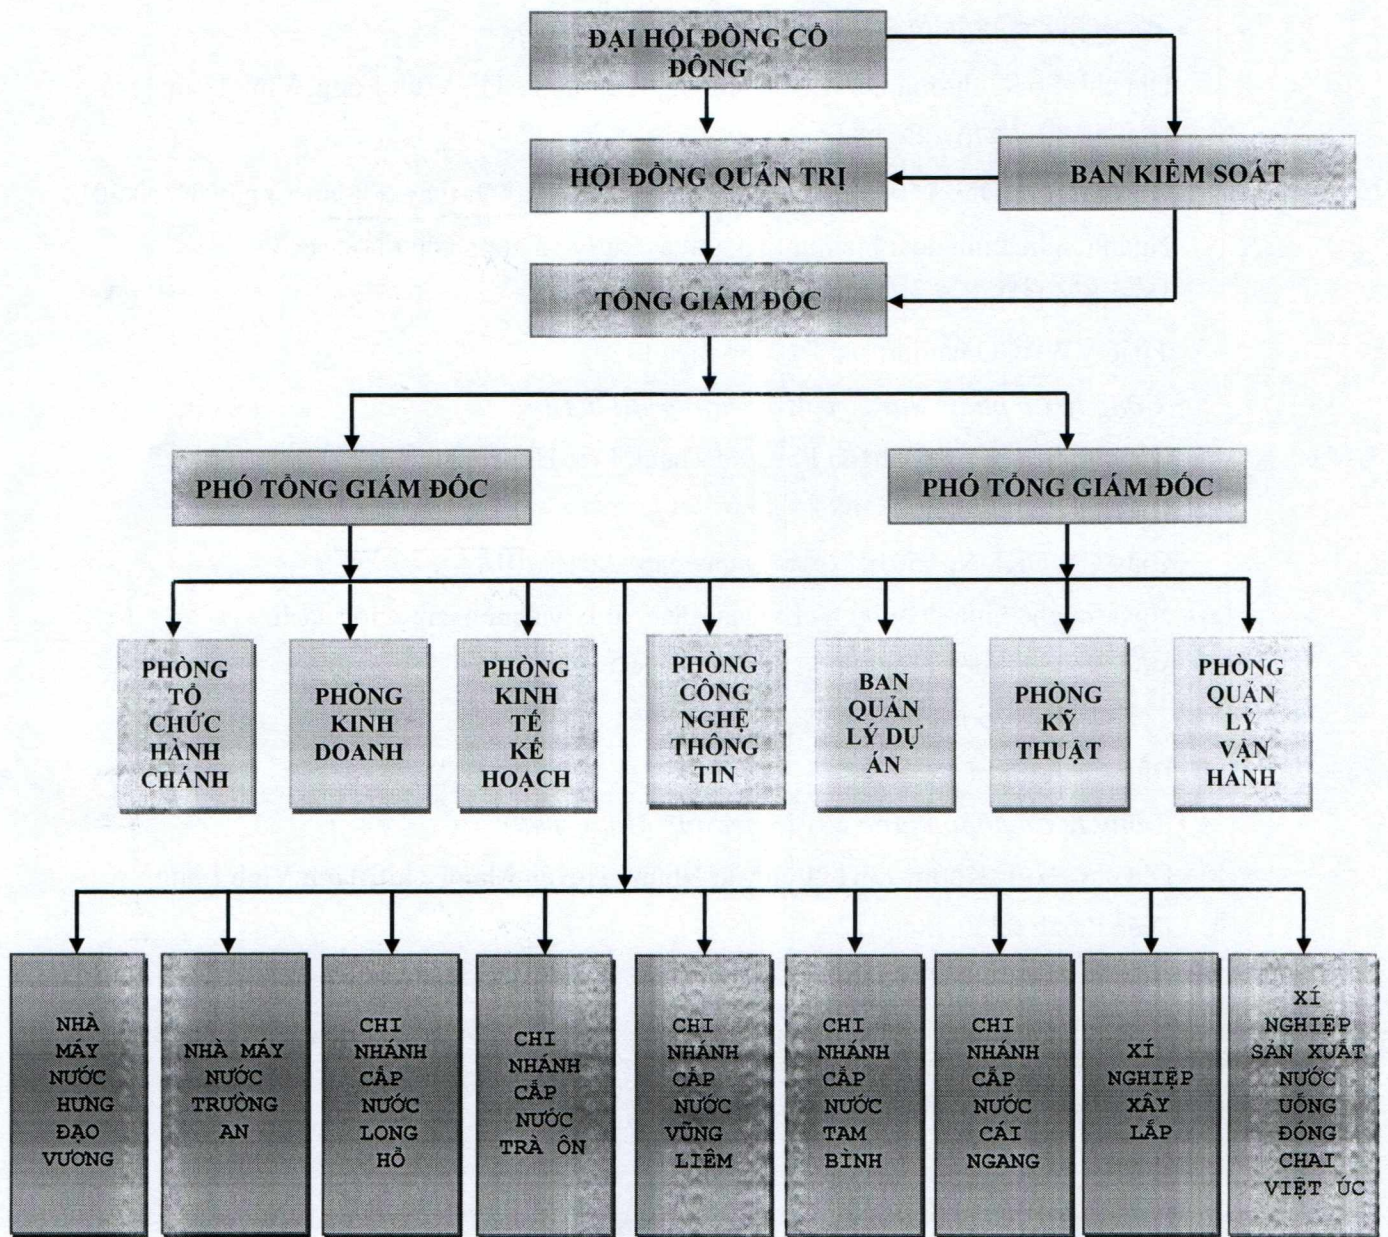 ĐẠI HỘI ĐỒNG CỔ
ĐÔNG
HỘI ĐỒNG QUẢN TRỊ
BAN KIỂM SOÁT
TỔNG GIÁM ĐỐC
PHÓ TỔNG GIÁM ĐỐC
PHÓ TỔNG GIÁM ĐỐC
PHÒNG
TỔ
CHỨC
HÀNH
CHÁNH
PHÒNG
KINH
DOANH
PHÒNG
KINH
TẾ
KẾ
HOẠCH
PHÒNG
CÔNG
NGHỆ
THÔNG
TIN
BAN
QUẢN
LÝ DỰ
ÁN
PHÒNG
KỸ
THUẬT
PHÒNG
QUẢN
LÝ
VẬN
HÀNH
NHÀ
MÁY
NƯỚC
HƯNG
ĐẠO
VƯƠNG
NHÀ MÁY
NƯỚC
TRƯỜNG
AN
CHI
NHÁNH
CẤP
NƯỚC
LONG
HỒ
CHI
NHÁNH
CẤP
NƯỚC
TRÀ ÔN
CHI
NHÁNH
CẤP
NƯỚC
VŨNG
LIÊM
CHI
NHÁNH
CẤP
NƯỚC
TAM
BÌNH
CHI
NHÁNH
CẤP
NƯỚC
CÁI
NGANG
XÍ
NGHIỆP
XÂY
LẮP
XÍ
NGHIỆP
SẢN XUẤT
NƯỚC
UỐNG
ĐÓNG
CHAI
VIỆT ÚC